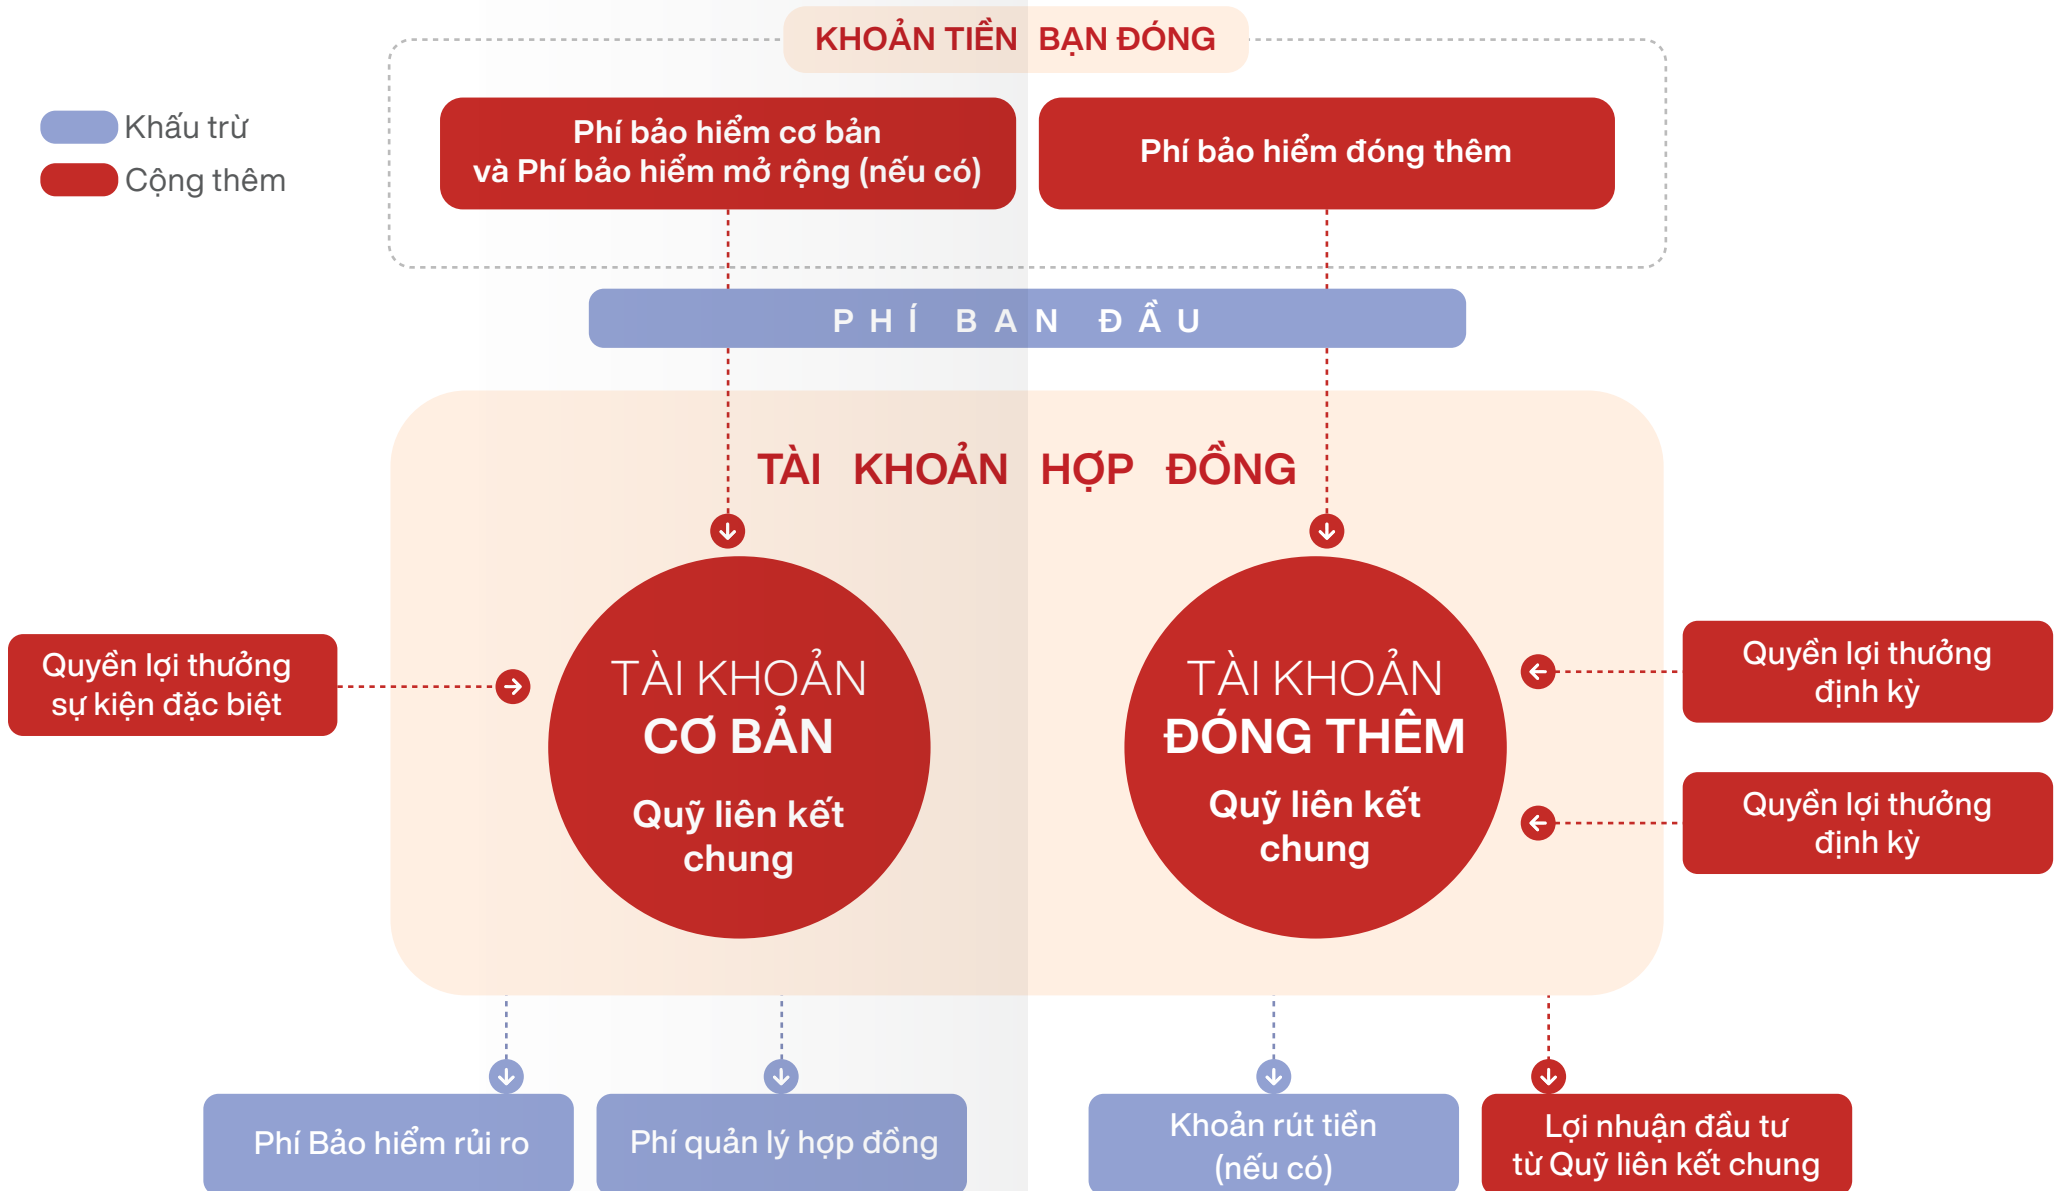 KHOẢN TIỀN BẠN ĐÓNG
Khấu trừ
Cộng thêm
Phí bảo hiểm cơ bản
và Phí bảo hiểm mở rộng (nếu có)
Phí bảo hiểm đóng thêm
PHÍ BAN ĐẦU
TÀI KHOẢN HỢP ĐỒNG
Quyền lợi thưởng
sự kiện đặc biệt
TÀI KHOẢN
CƠ BẢN
Quỹ liên kết
chung
TÀI KHOẢN
ĐÓNG THÊM
Quỹ liên kết
chung
Quyền lợi thưởng
định kỳ
Quyền lợi thưởng
định kỳ
Phí Bảo hiểm rủi ro
Phí quản lý hợp đồng
Khoản rút tiền
(nếu có)
Lợi nhuận đầu tư
từ Quỹ liên kết chung